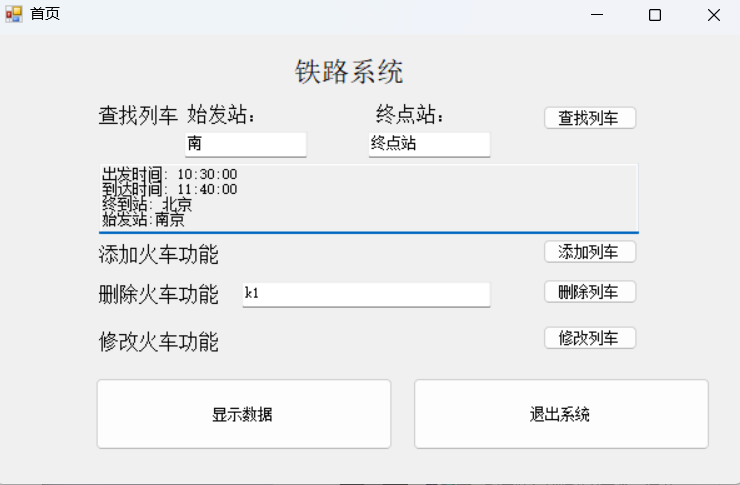 首页
铁路系统
查找列车 始发站: 终点站: 查找列车
南 终点站
出发时间: 10:30:00
到达时间: 11:40:00
终到站: 北京
始发站:南京
添加火车功能 添加列车
删除火车功能 k1 删除列车
修改火车功能 修改列车
显示数据 退出系统